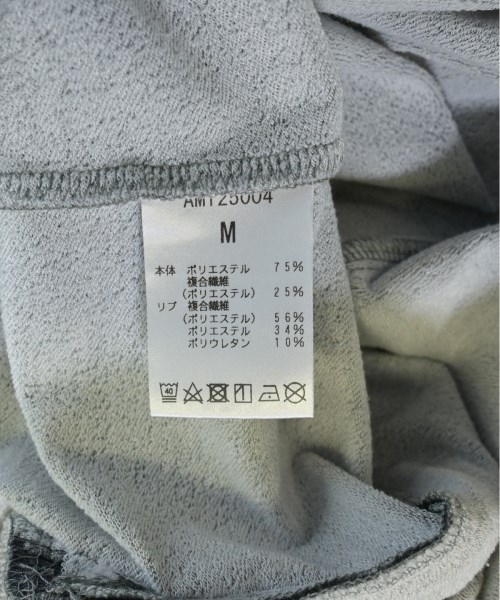 AMT25004
M
本体 ポリエステル 75%
複合繊維
(ポリエステル) 25%
リブ 複合繊維
(ポリエステル) 56%
ポリエステル 34%
ポリウレタン 10%
40